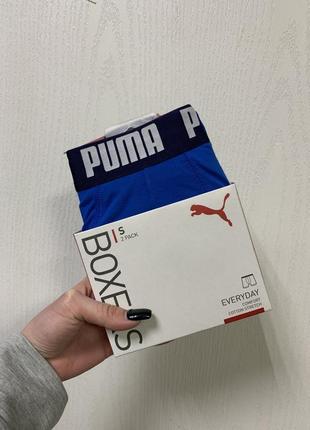 PUMA P
S
2 PACK
BOXERS
EVERYDAY
COMFORT
COTTON STRETCH